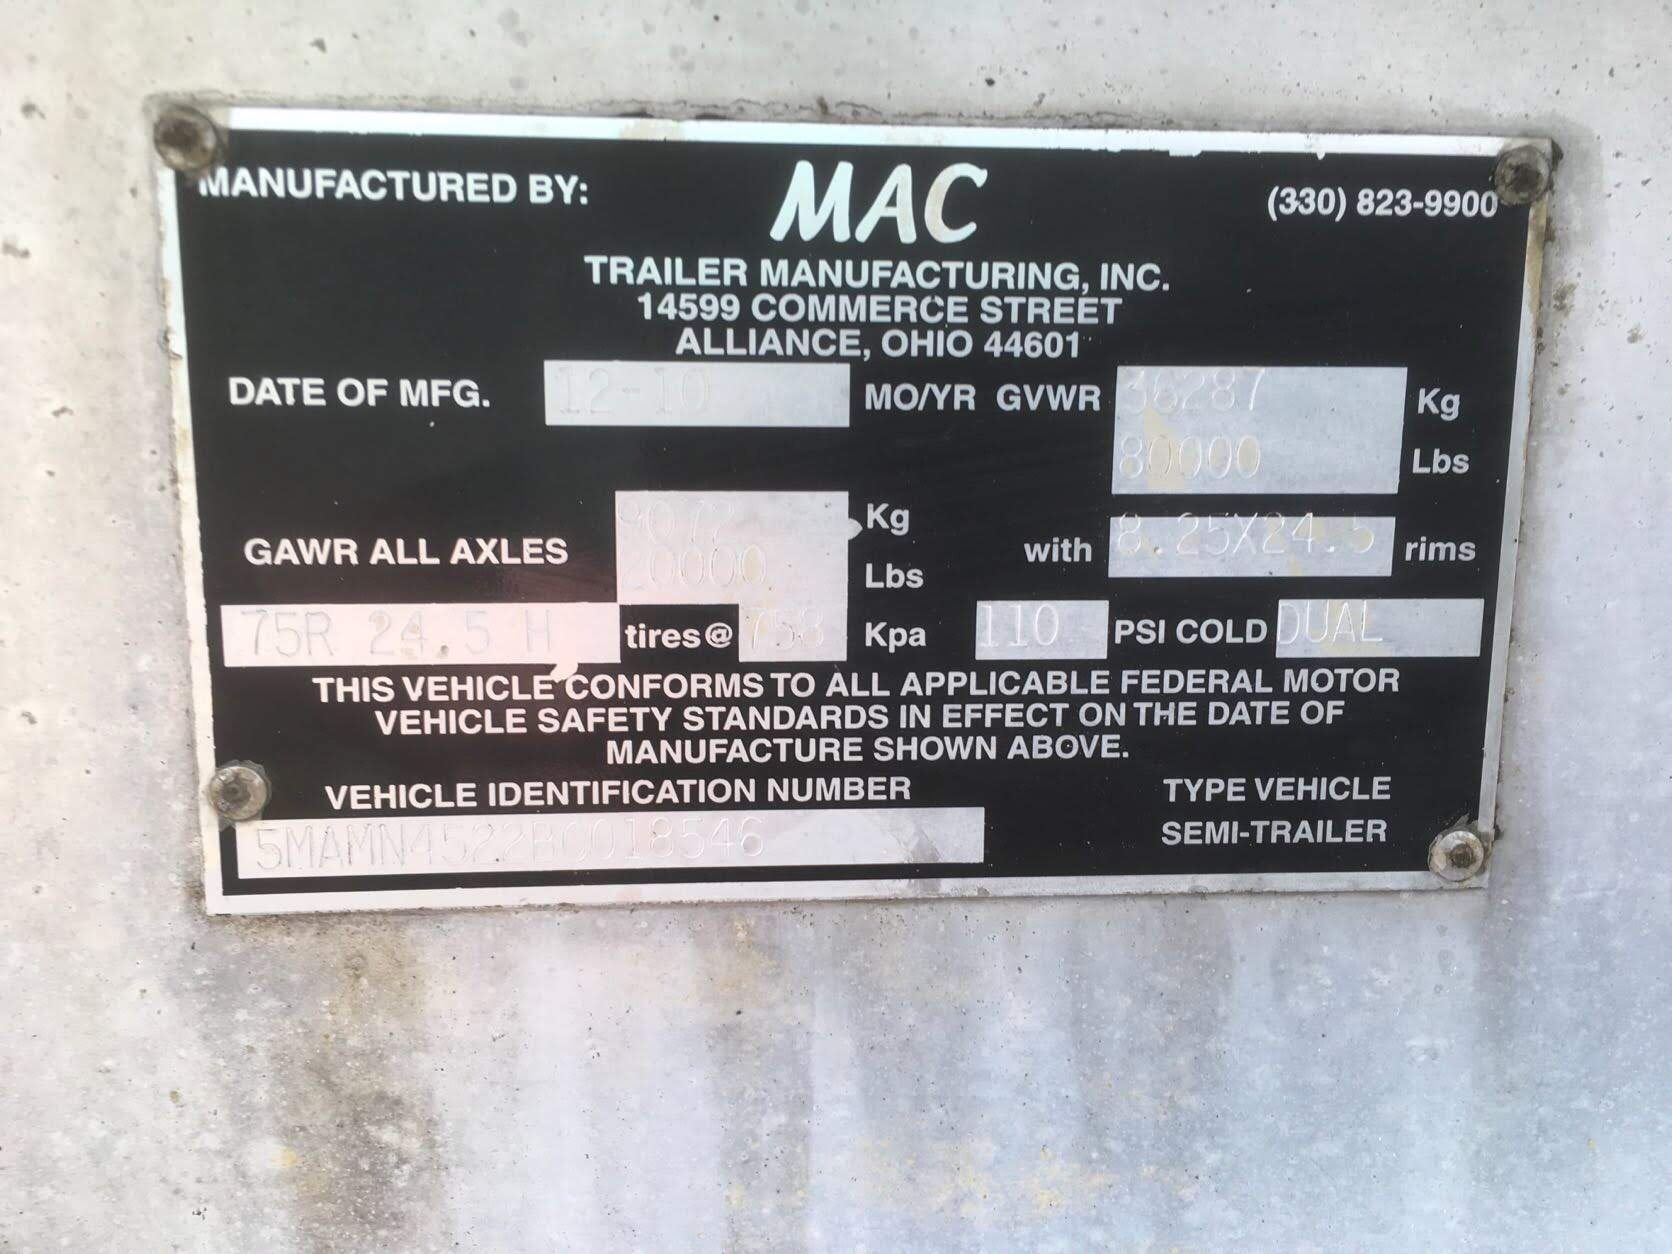 MANUFACTURED BY: MAC (330) 823-9900
TRAILER MANUFACTURING, INC.
14599 COMMERCE STREET
ALLIANCE, OHIO 44601
DATE OF MFG. 12-10 MO/YR GVWR 36287 Kg
80000 Lbs
GAWR ALL AXLES 9072 Kg
20000 Lbs with 8.25X24.5 rims
75R 24.5 H tires@ 758 Kpa 110 PSI COLD DUAL
THIS VEHICLE CONFORMS TO ALL APPLICABLE FEDERAL MOTOR
VEHICLE SAFETY STANDARDS IN EFFECT ON THE DATE OF
MANUFACTURE SHOWN ABOVE.
VEHICLE IDENTIFICATION NUMBER TYPE VEHICLE
5MAMN4522BC018546 SEMI-TRAILER